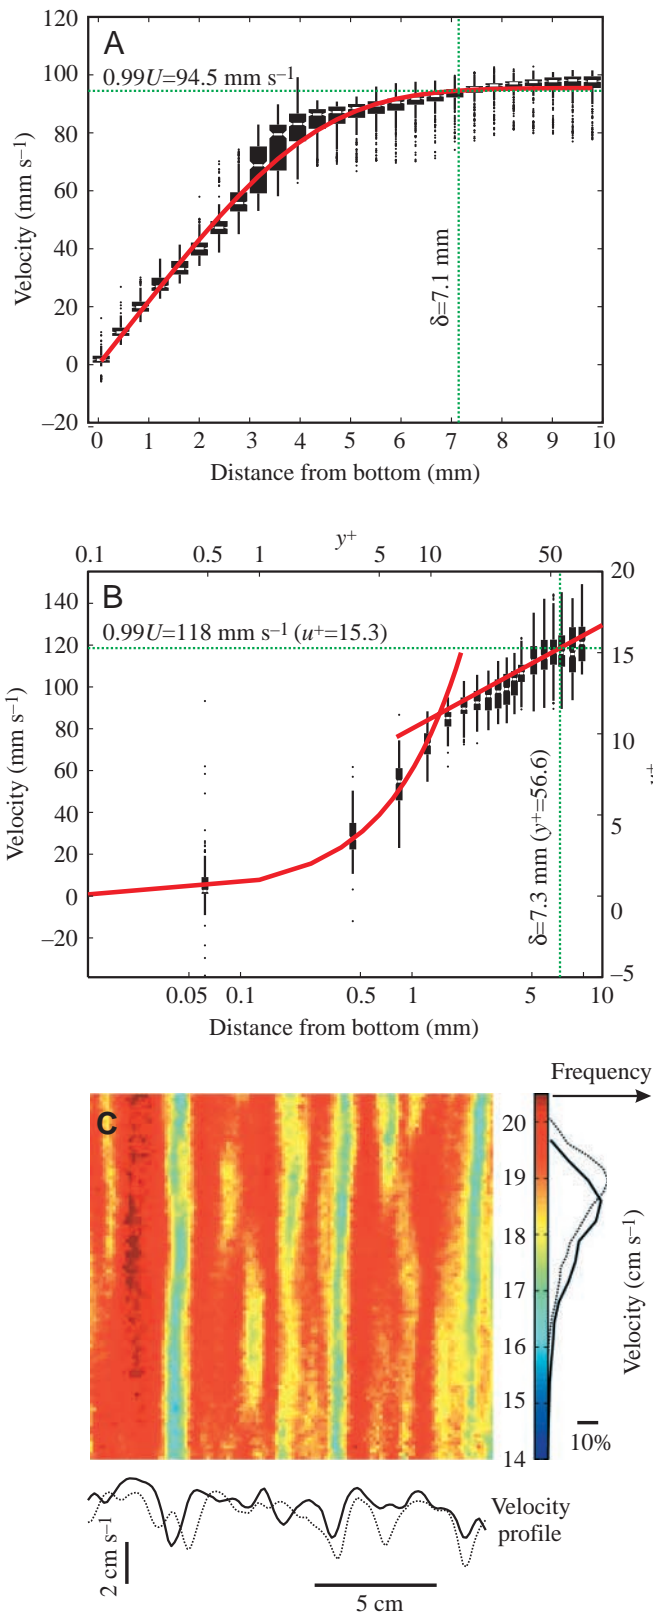 A
0.99U=94.5 mm s⁻¹
120
100
80
60
40
20
0
–20
Velocity (mm s⁻¹)
δ=7.1 mm
0 1 2 3 4 5 6 7 8 9 10
Distance from bottom (mm)
0.1 0.5 1 y⁺ 5 10 50
B
0.99U=118 mm s⁻¹ (u⁺=15.3)
140
120
100
80
60
40
20
0
–20
Velocity (mm s⁻¹)
20
15
10
5
0
–5
u⁺
δ=7.3 mm (y⁺=56.6)
0.05 0.1 0.5 1 5 10
Distance from bottom (mm)
C
Frequency
20
19
18
17
16
15
14
Velocity (cm s⁻¹)
10%
Velocity
profile
2 cm s⁻¹
5 cm